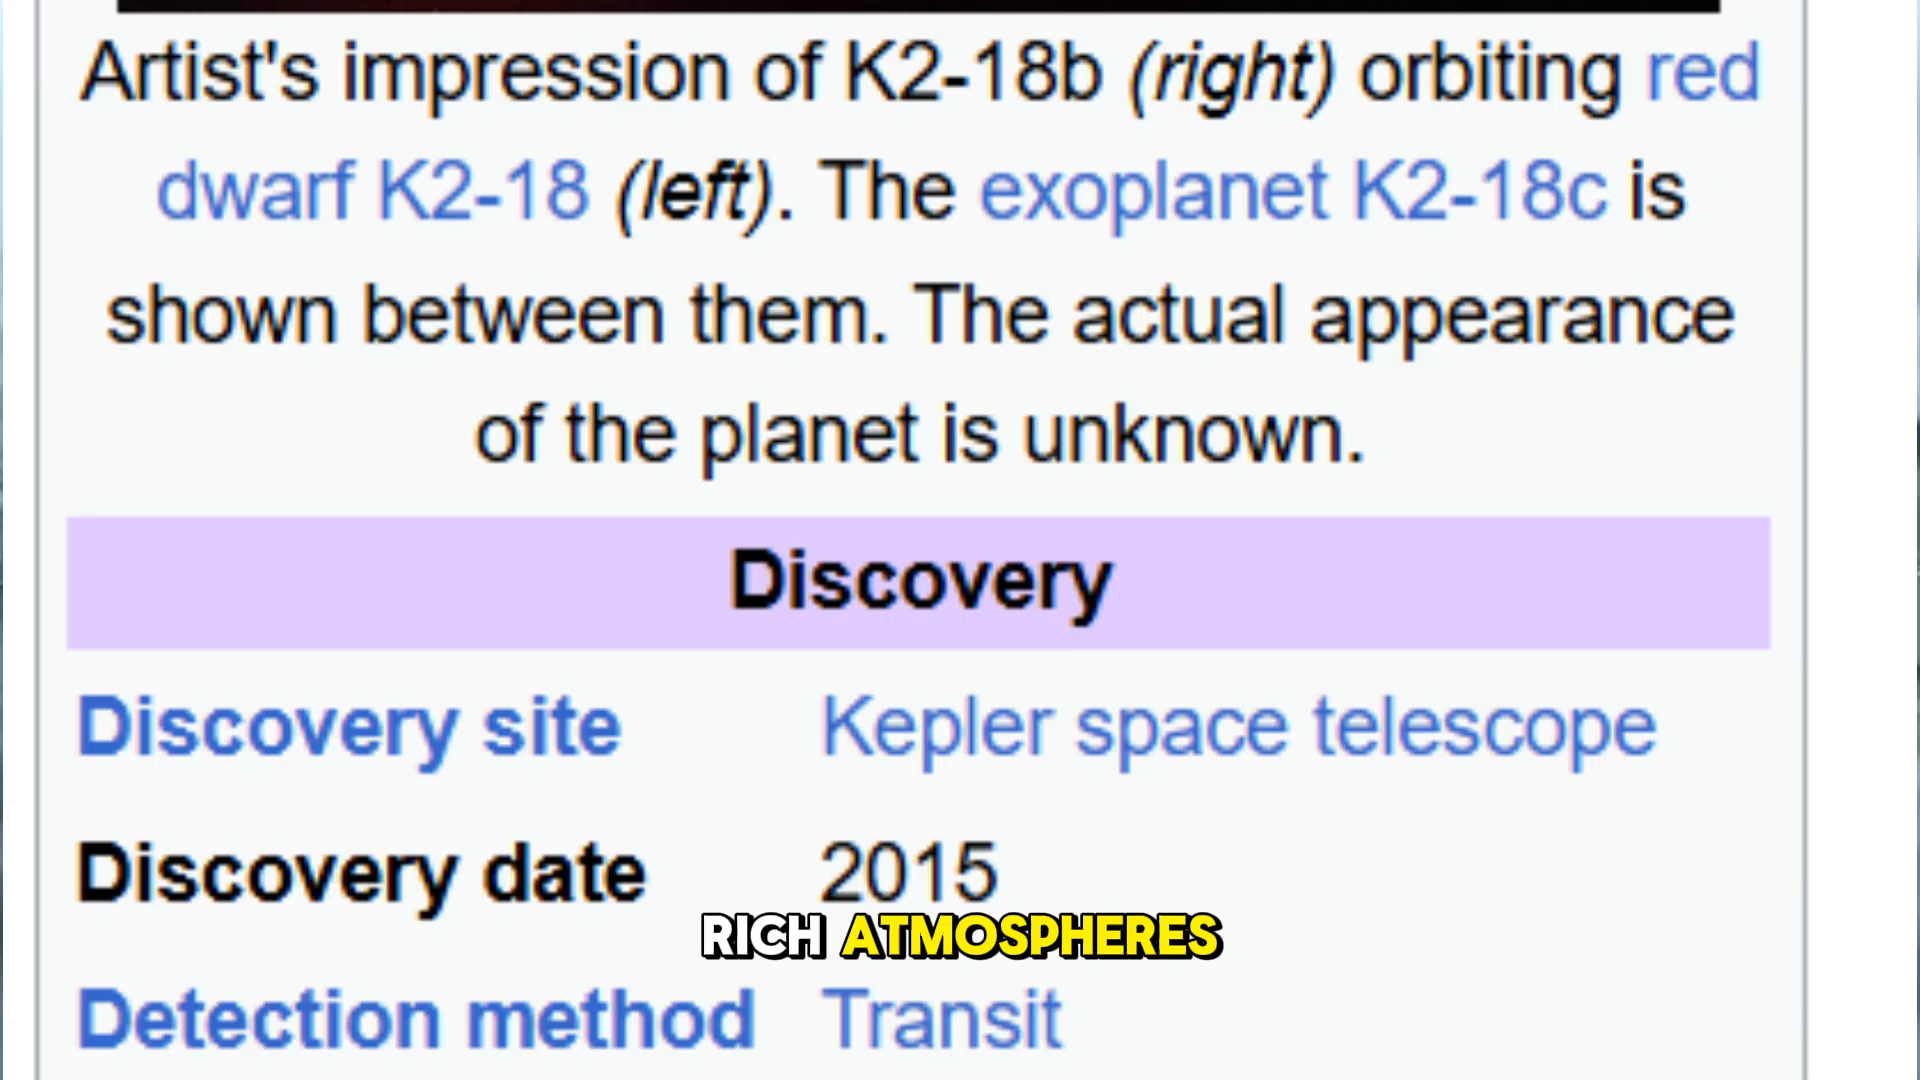 Artist's impression of K2-18b (right) orbiting red
dwarf K2-18 (left). The exoplanet K2-18c is
shown between them. The actual appearance
of the planet is unknown.
Discovery
Discovery site Kepler space telescope
Discovery date 2015
RICH ATMOSPHERES
Detection method Transit